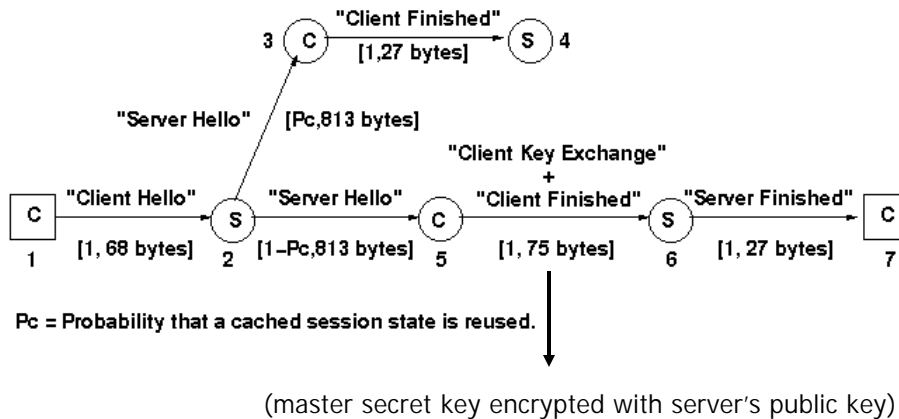 "Client Finished"
3 C S 4
[1,27 bytes]
"Server Hello" [Pc,813 bytes]
"Client Key Exchange"
+
"Client Hello" "Server Hello" "Client Finished" "Server Finished"
C S C S C
[1, 68 bytes] [1–Pc,813 bytes] [1, 75 bytes] [1, 27 bytes]
1 2 5 6 7
Pc = Probability that a cached session state is reused.
(master secret key encrypted with server's public key)